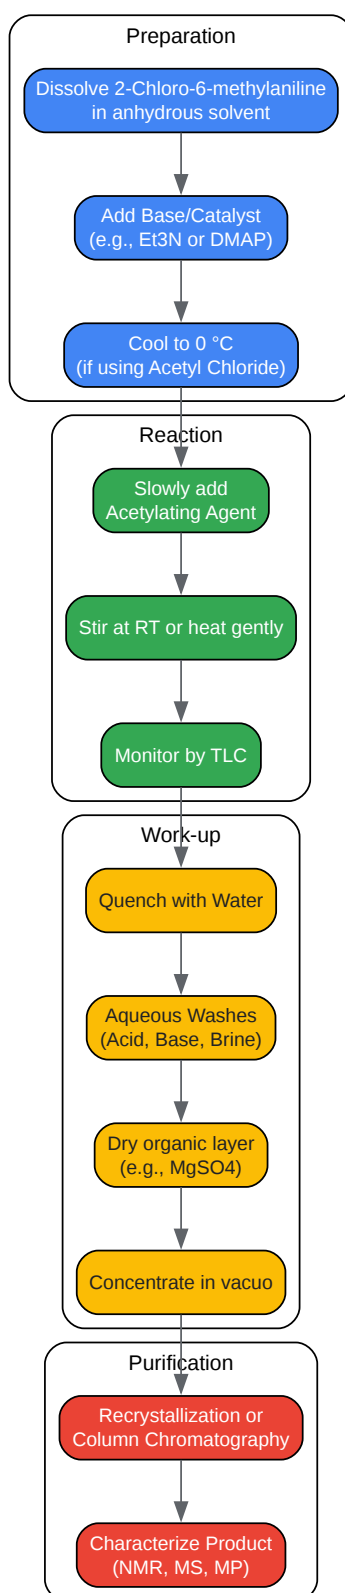 Preparation
Dissolve 2-Chloro-6-methylaniline
in anhydrous solvent
Add Base/Catalyst
(e.g., Et3N or DMAP)
Cool to 0 °C
(if using Acetyl Chloride)
Reaction
Slowly add
Acetylating Agent
Stir at RT or heat gently
Monitor by TLC
Work-up
Quench with Water
Aqueous Washes
(Acid, Base, Brine)
Dry organic layer
(e.g., MgSO4)
Concentrate in vacuo
Purification
Recrystallization or
Column Chromatography
Characterize Product
(NMR, MS, MP)